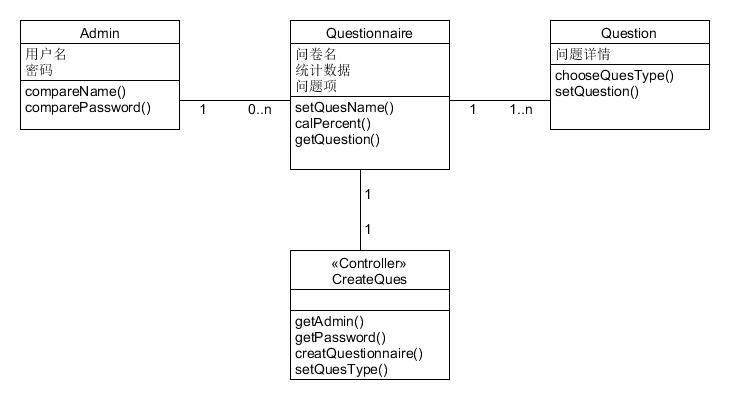 Admin
用户名
密码
compareName()
comparePassword()
1
0..n
Questionnaire
问卷名
统计数据
问题项
setQuesName()
calPercent()
getQuestion()
1
1..n
Question
问题详情
chooseQuesType()
setQuestion()
1
1
«Controller»
CreateQues
getAdmin()
getPassword()
creatQuestionnaire()
setQuesType()